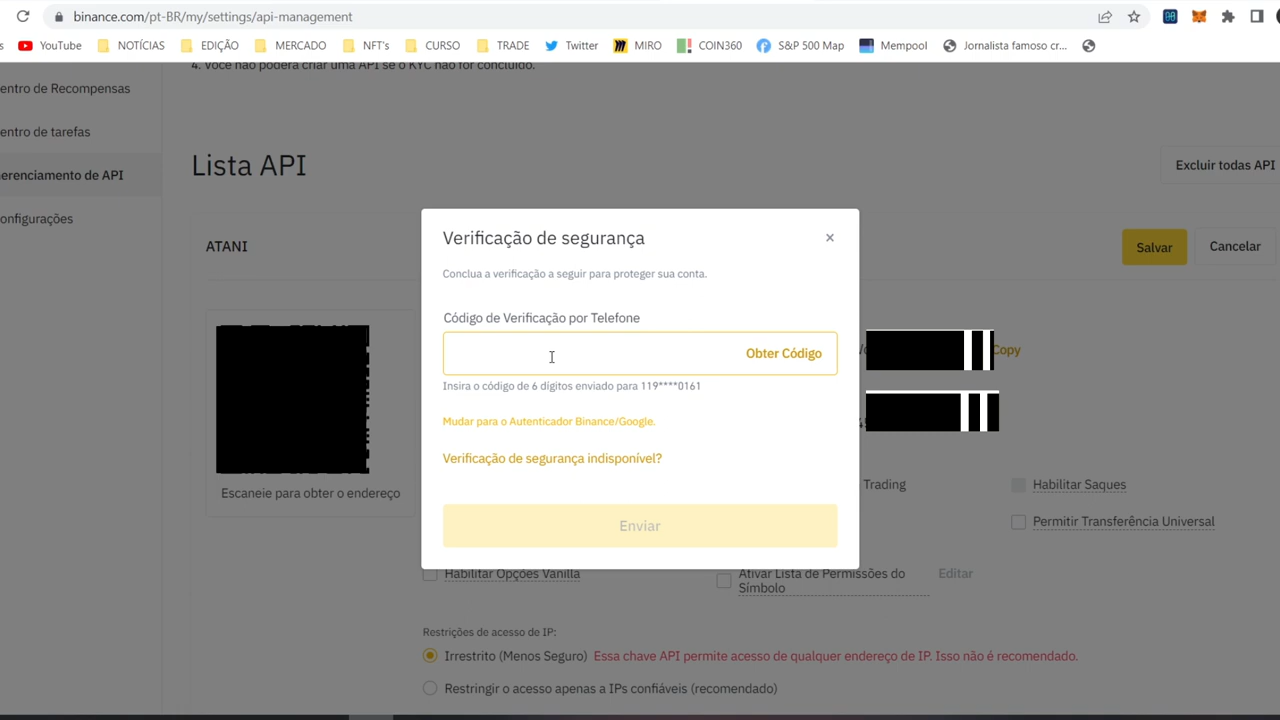 binance.com/pt-BR/my/settings/api-management
s YouTube NOTÍCIAS EDIÇÃO MERCADO NFT's CURSO TRADE Twitter MIRO COIN360 S&P 500 Map Mempool Jornalista famoso cr...
4. Você não poderá criar uma API se o KYC não for concluído.
entro de Recompensas
entro de tarefas
erenciamento de API
onfigurações
Lista API
Excluir todas API
ATANI
Salvar
Cancelar
Verificação de segurança
×
Conclua a verificação a seguir para proteger sua conta.
Código de Verificação por Telefone
Obter Código
Insira o código de 6 dígitos enviado para 119****0161
Mudar para o Autenticador Binance/Google.
Verificação de segurança indisponível?
Enviar
Copy
Escaneie para obter o endereço
Trading
Habilitar Saques
Permitir Transferência Universal
Habilitar Opções Vanilla
Ativar Lista de Permissões do
Símbolo
Editar
Restrições de acesso de IP:
Irrestrito (Menos Seguro) Essa chave API permite acesso de qualquer endereço de IP. Isso não é recomendado.
Restringir o acesso apenas a IPs confiáveis (recomendado)